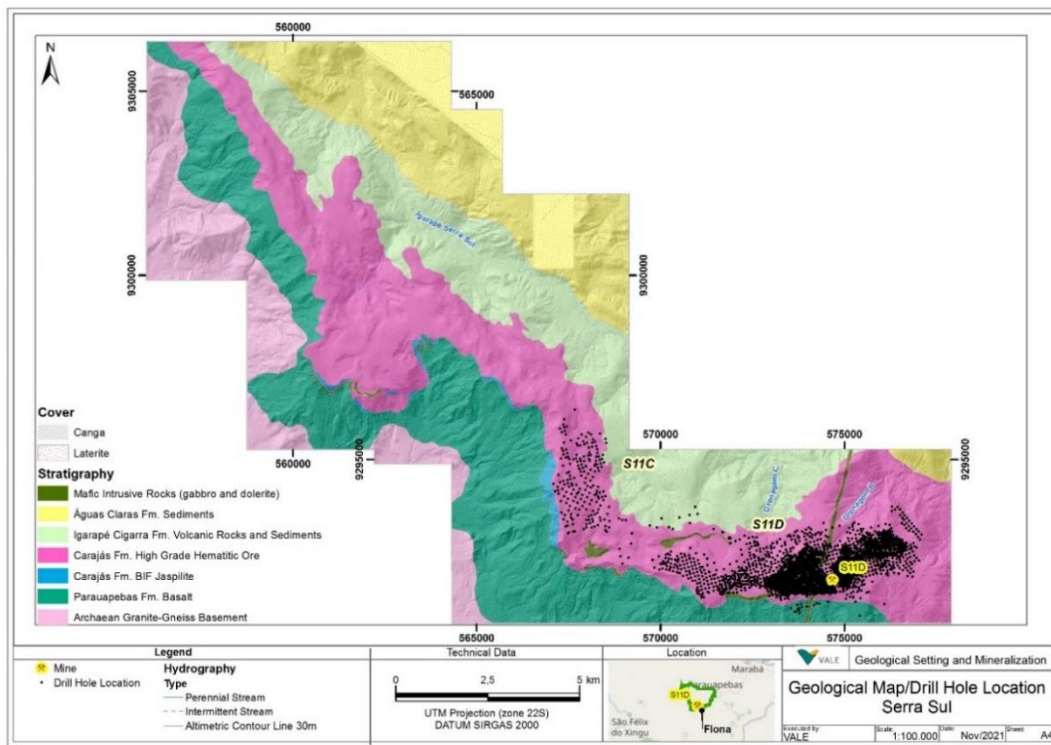 560000
N
9305000
565000
Igarapé Serra Sul
9300000
9300000
Cover
Canga
Laterite
Stratigraphy
Mafic Intrusive Rocks (gabbro and dolerite)
Águas Claras Fm. Sediments
Igarapé Cigarra Fm. Volcanic Rocks and Sediments
Carajás Fm. High Grade Hematitic Ore
Carajás Fm. BIF Jaspilite
Parauapebas Fm. Basalt
Archaean Granite-Gneiss Basement
560000
9295000
570000
575000
9295000
S11C
S11D
S11D
565000
570000
575000
Legend
Mine
Drill Hole Location
Hydrography
Type
Perennial Stream
Intermittent Stream
Altimetric Contour Line 30m
Technical Data
0
2,5
5 km
UTM Projection (zone 22S)
DATUM SIRGAS 2000
Location
Marabá
Parauapebas
S11D
São Félix
do Xingu
Flona
VALE
Geological Setting and Mineralization
Geological Map/Drill Hole Location
Serra Sul
Executed by
VALE
Scale:
1:100.000
Date:
Nov/2021
Sheet:
A4